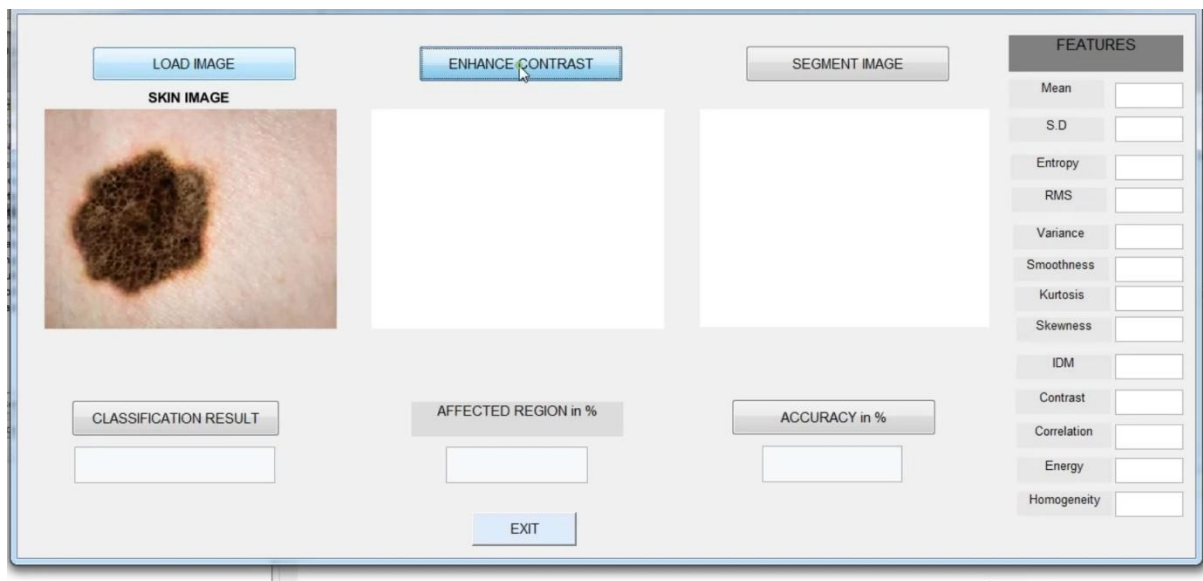 LOAD IMAGE
ENHANCE CONTRAST
SEGMENT IMAGE
SKIN IMAGE
FEATURES
Mean
S.D
Entropy
RMS
Variance
Smoothness
Kurtosis
Skewness
IDM
Contrast
Correlation
Energy
Homogeneity
CLASSIFICATION RESULT
AFFECTED REGION in %
ACCURACY in %
EXIT